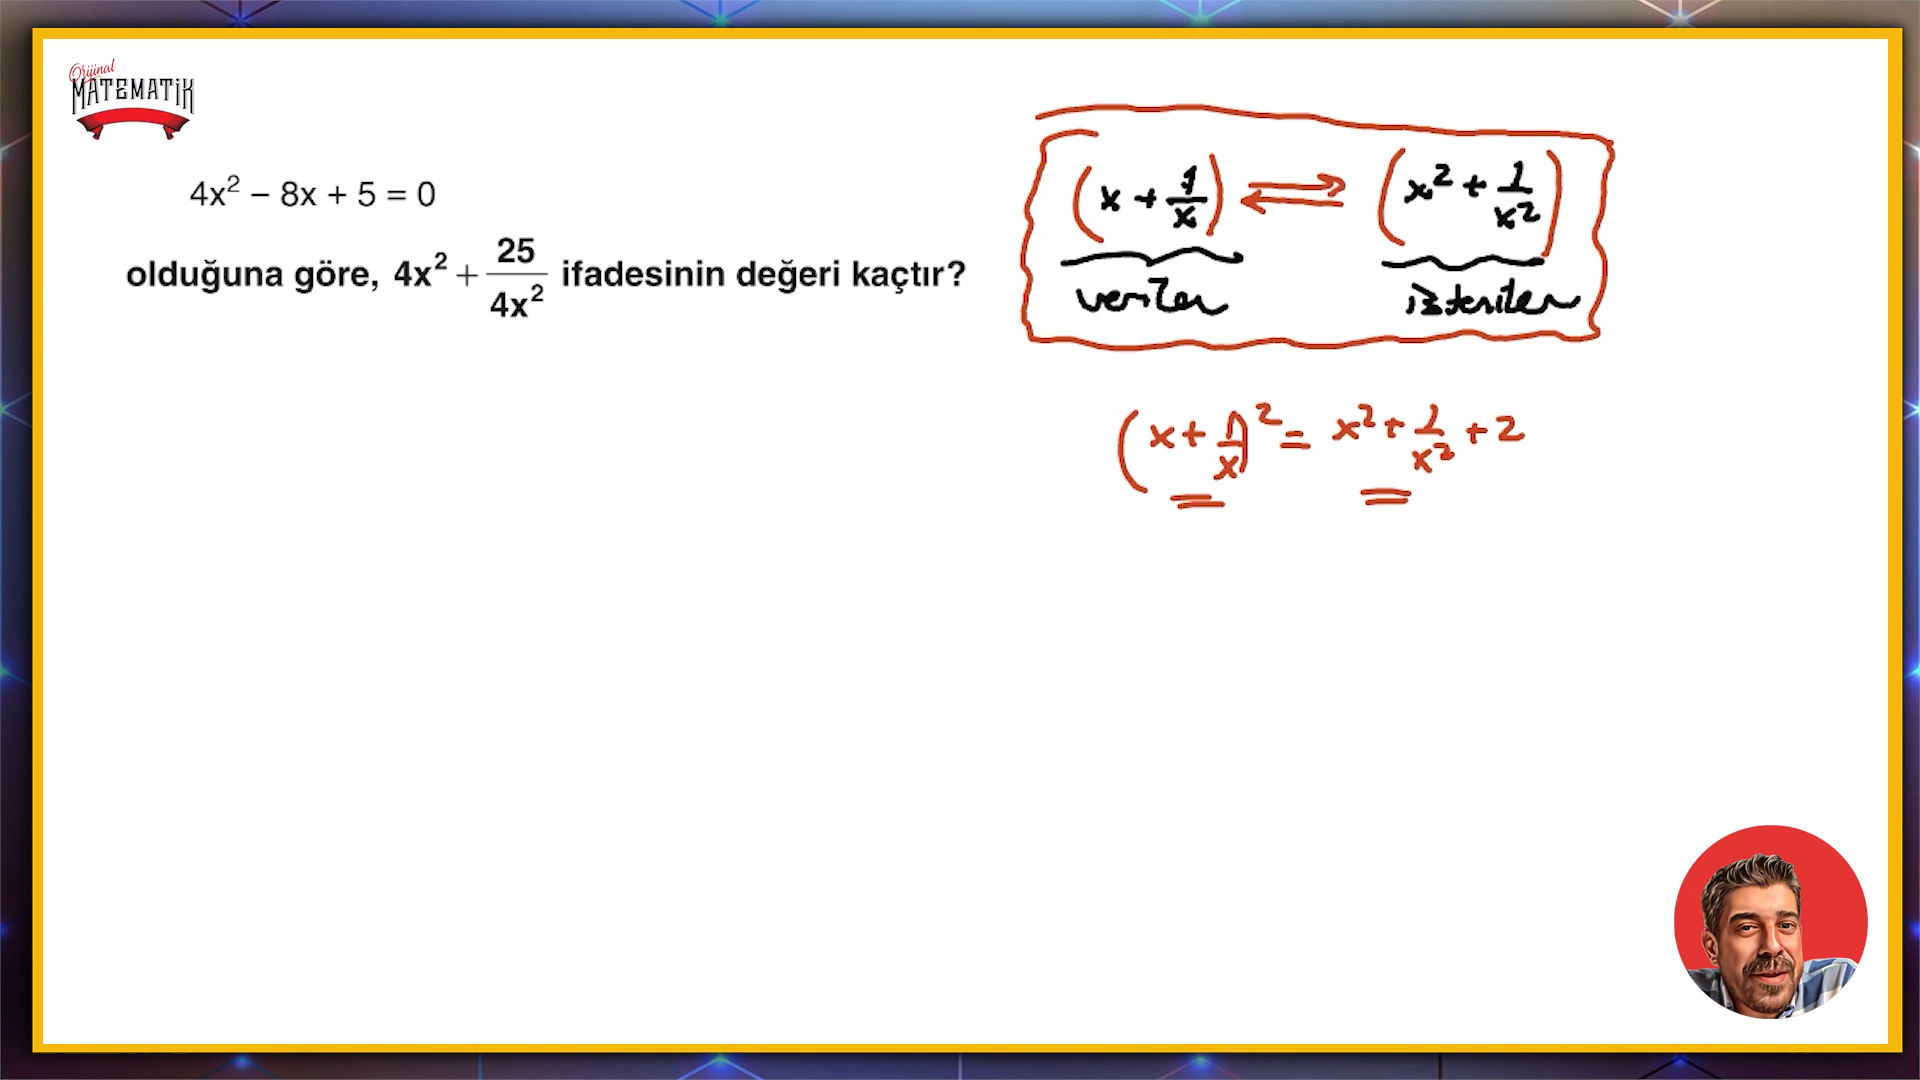 Orijinal
MATEMATİK
4x² – 8x + 5 = 0
olduğuna göre, 4x² + 25/4x² ifadesinin değeri kaçtır?
(x + 1/x) ⇄ (x² + 1/x²)
verilen istenilen
(x + 1/x)² = x² + 1/x² + 2